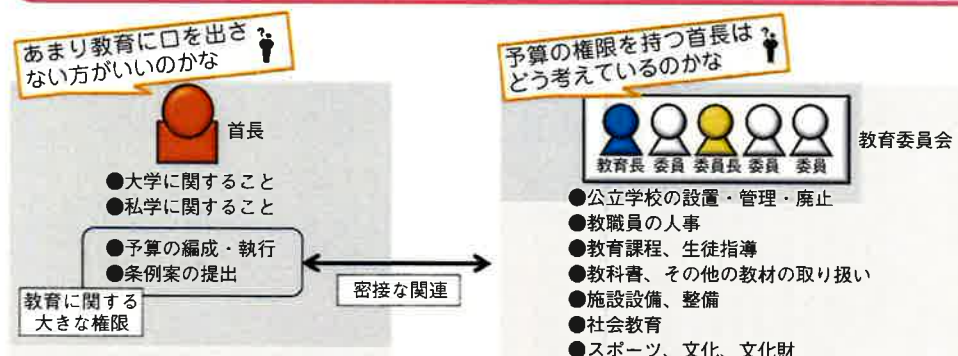 あまり教育に口を出さ
ない方がいいのかな
?
首長
●大学に関すること
●私学に関すること
●予算の編成・執行
●条例案の提出
教育に関する
大きな権限
密接な関連
予算の権限を持つ首長は
どう考えているのかな
?
教育長 委員 委員長 委員 委員
教育委員会
●公立学校の設置・管理・廃止
●教職員の人事
●教育課程、生徒指導
●教科書、その他の教材の取り扱い
●施設設備、整備
●社会教育
●スポーツ、文化、文化財